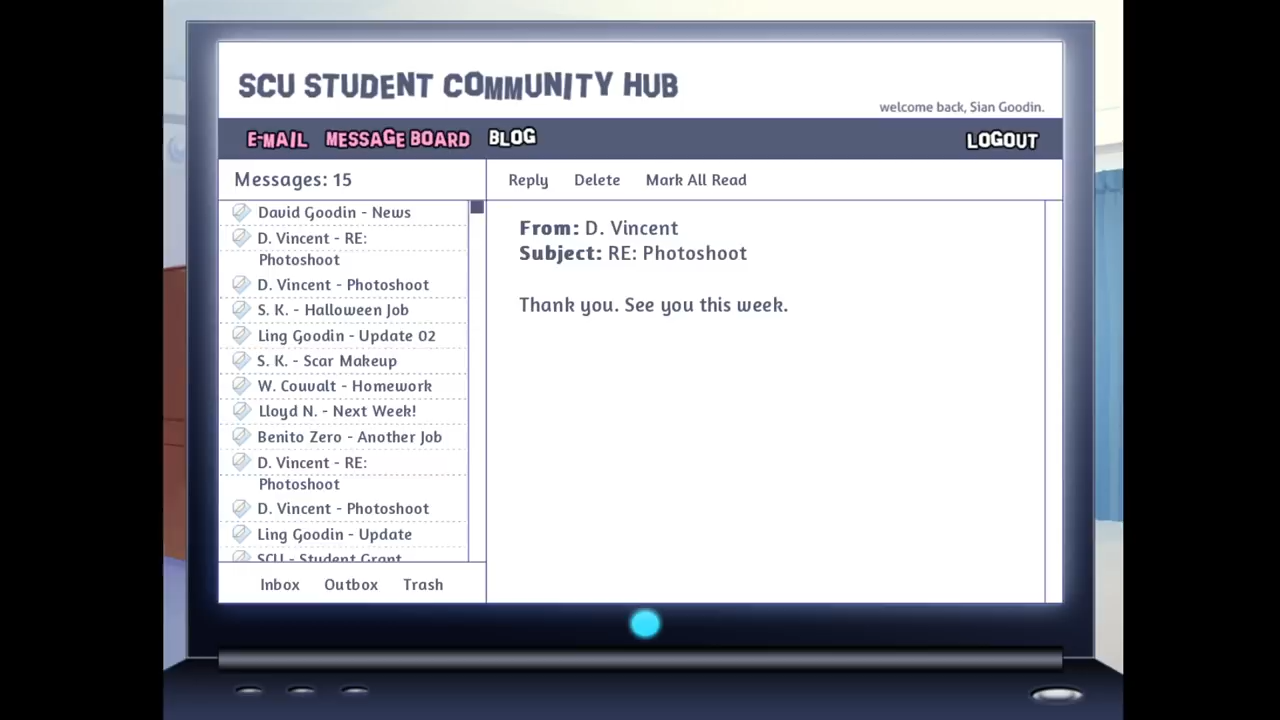 SCU STUDENT COMMUNITY HUB
welcome back, Sian Goodin.
E-MAIL MESSAGE BOARD BLOG LOGOUT
Messages: 15
Reply Delete Mark All Read
David Goodin - News
D. Vincent - RE:
Photoshoot
D. Vincent - Photoshoot
S. K. - Halloween Job
Ling Goodin - Update 02
S. K. - Scar Makeup
W. Couvalt - Homework
Lloyd N. - Next Week!
Benito Zero - Another Job
D. Vincent - RE:
Photoshoot
D. Vincent - Photoshoot
Ling Goodin - Update
SCU - Student Grant
Inbox Outbox Trash
From: D. Vincent
Subject: RE: Photoshoot
Thank you. See you this week.